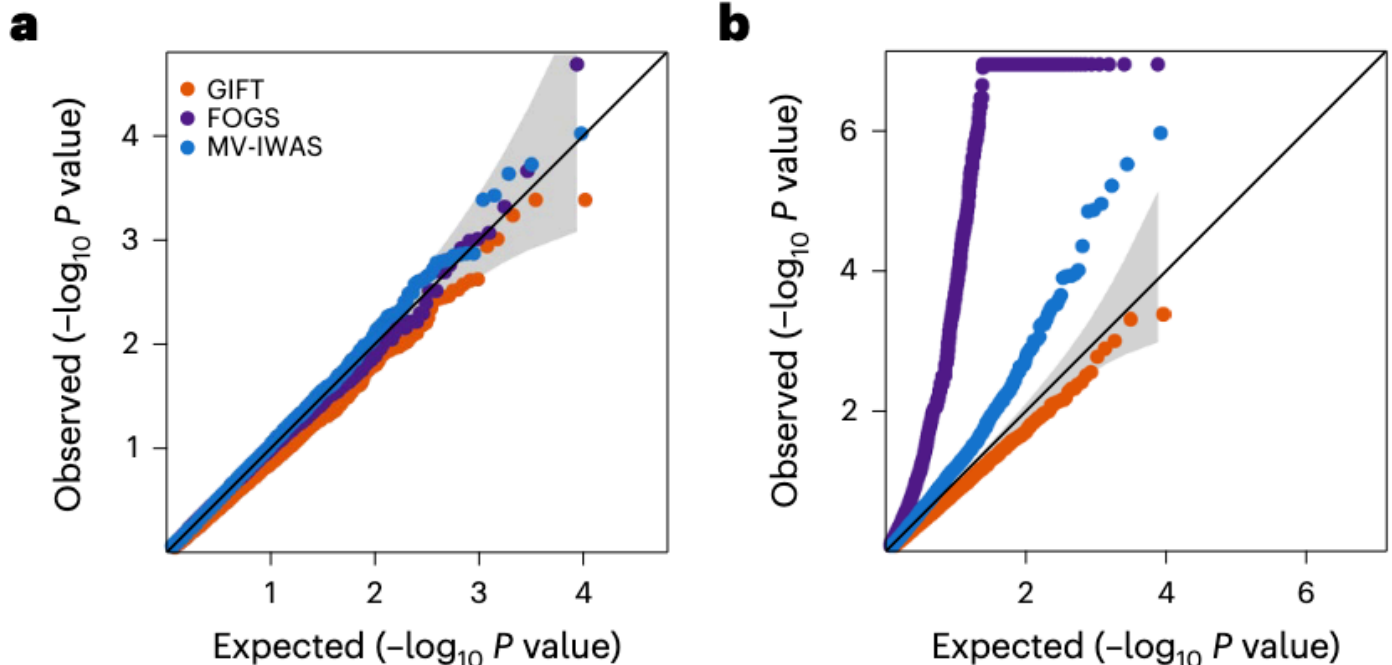 a
GIFT
FOGS
MV-IWAS
Observed (–log10 P value)
4
3
2
1
1 2 3 4
Expected (–log10 P value)
b
Observed (–log10 P value)
6
4
2
2 4 6
Expected (–log10 P value)